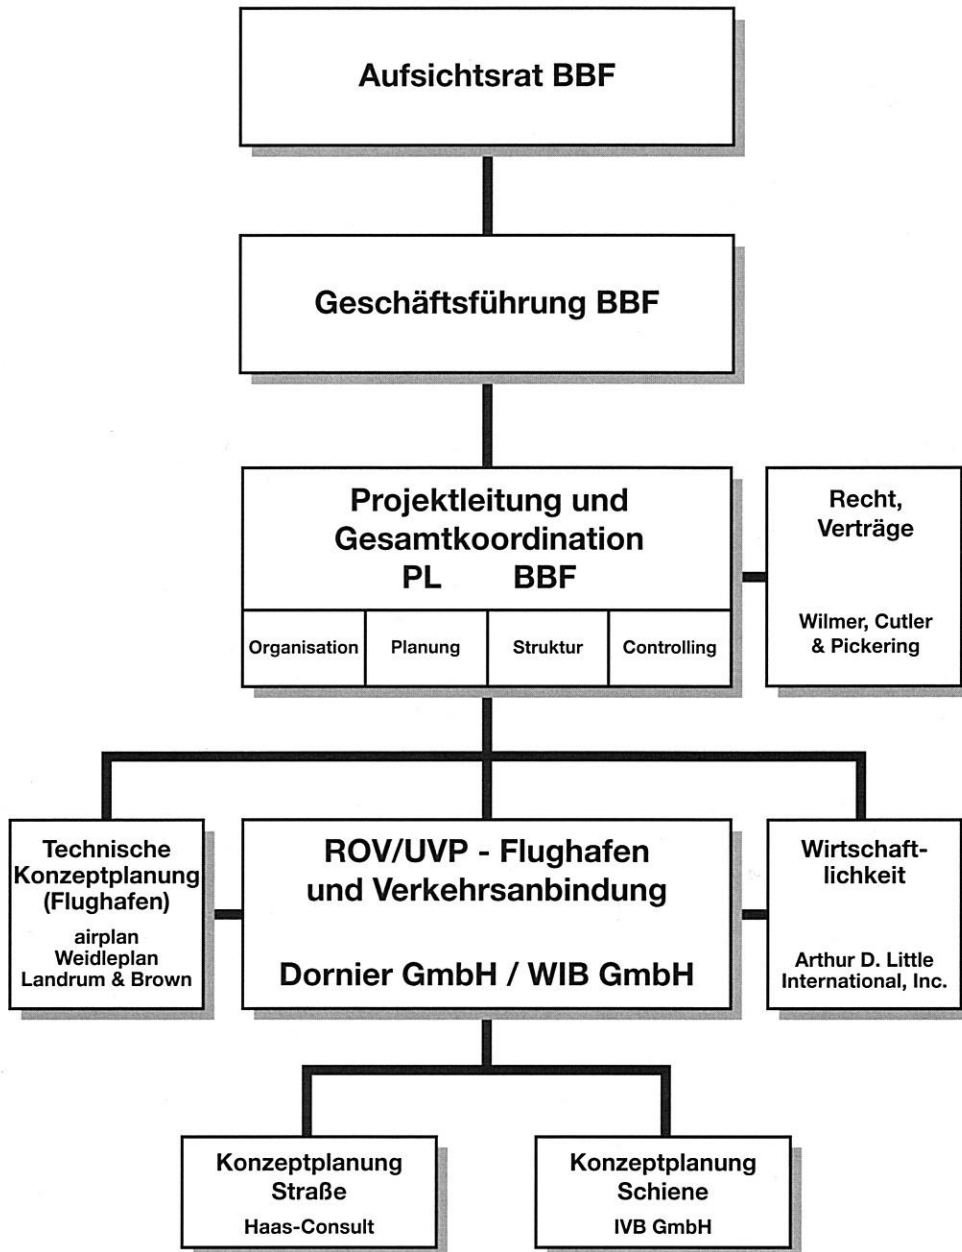 Aufsichtsrat BBF
Geschäftsführung BBF
Projektleitung und
Gesamtkoordination
PL BBF
Organisation
Planung
Struktur
Controlling
Recht,
Verträge
Wilmer, Cutler
& Pickering
Technische
Konzeptplanung
(Flughafen)
airplan
Weidleplan
Landrum & Brown
ROV/UVP - Flughafen
und Verkehrsanbindung
Dornier GmbH / WIB GmbH
Wirtschaft-
lichkeit
Arthur D. Little
International, Inc.
Konzeptplanung
Straße
Haas-Consult
Konzeptplanung
Schiene
IVB GmbH